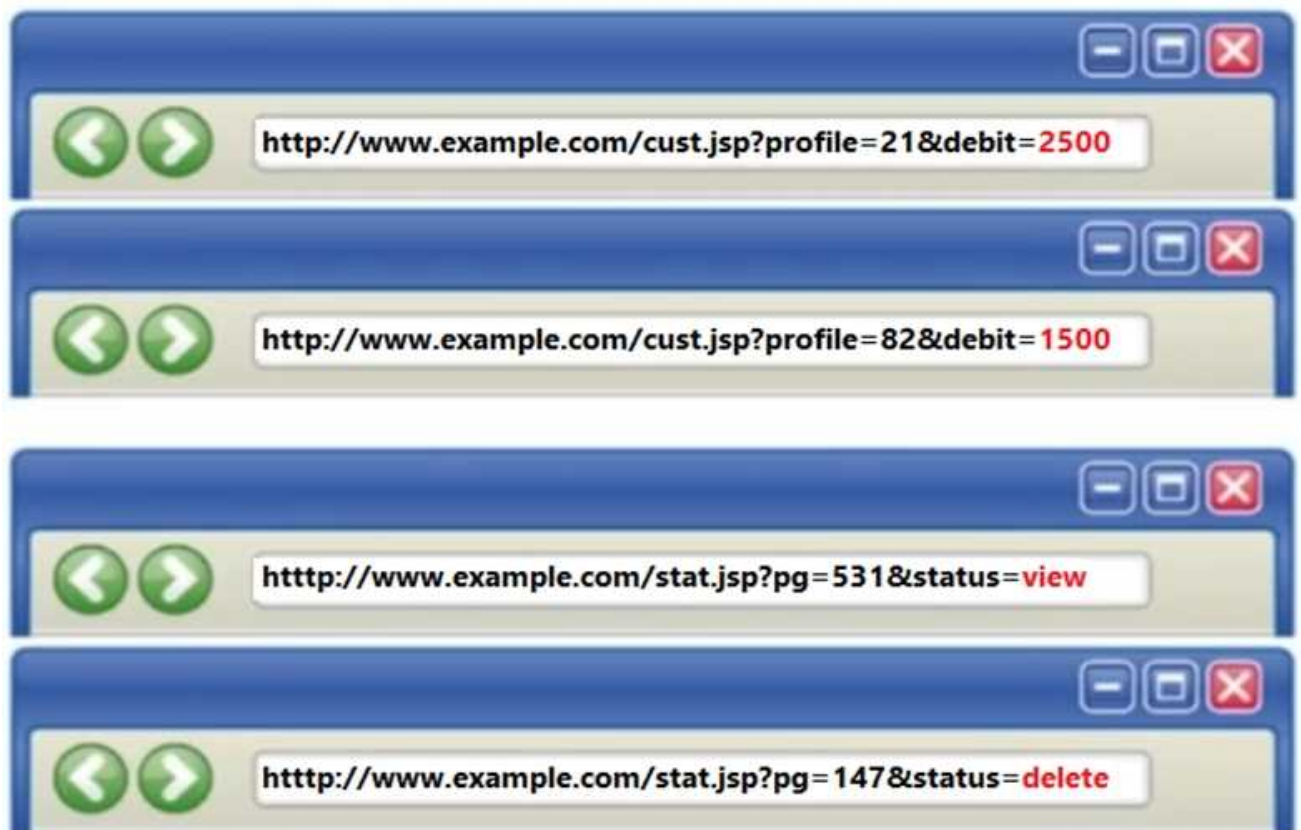 http://www.example.com/cust.jsp?profile=21&debit=2500
http://www.example.com/cust.jsp?profile=82&debit=1500
htttp://www.example.com/stat.jsp?pg=531&status=view
htttp://www.example.com/stat.jsp?pg=147&status=delete